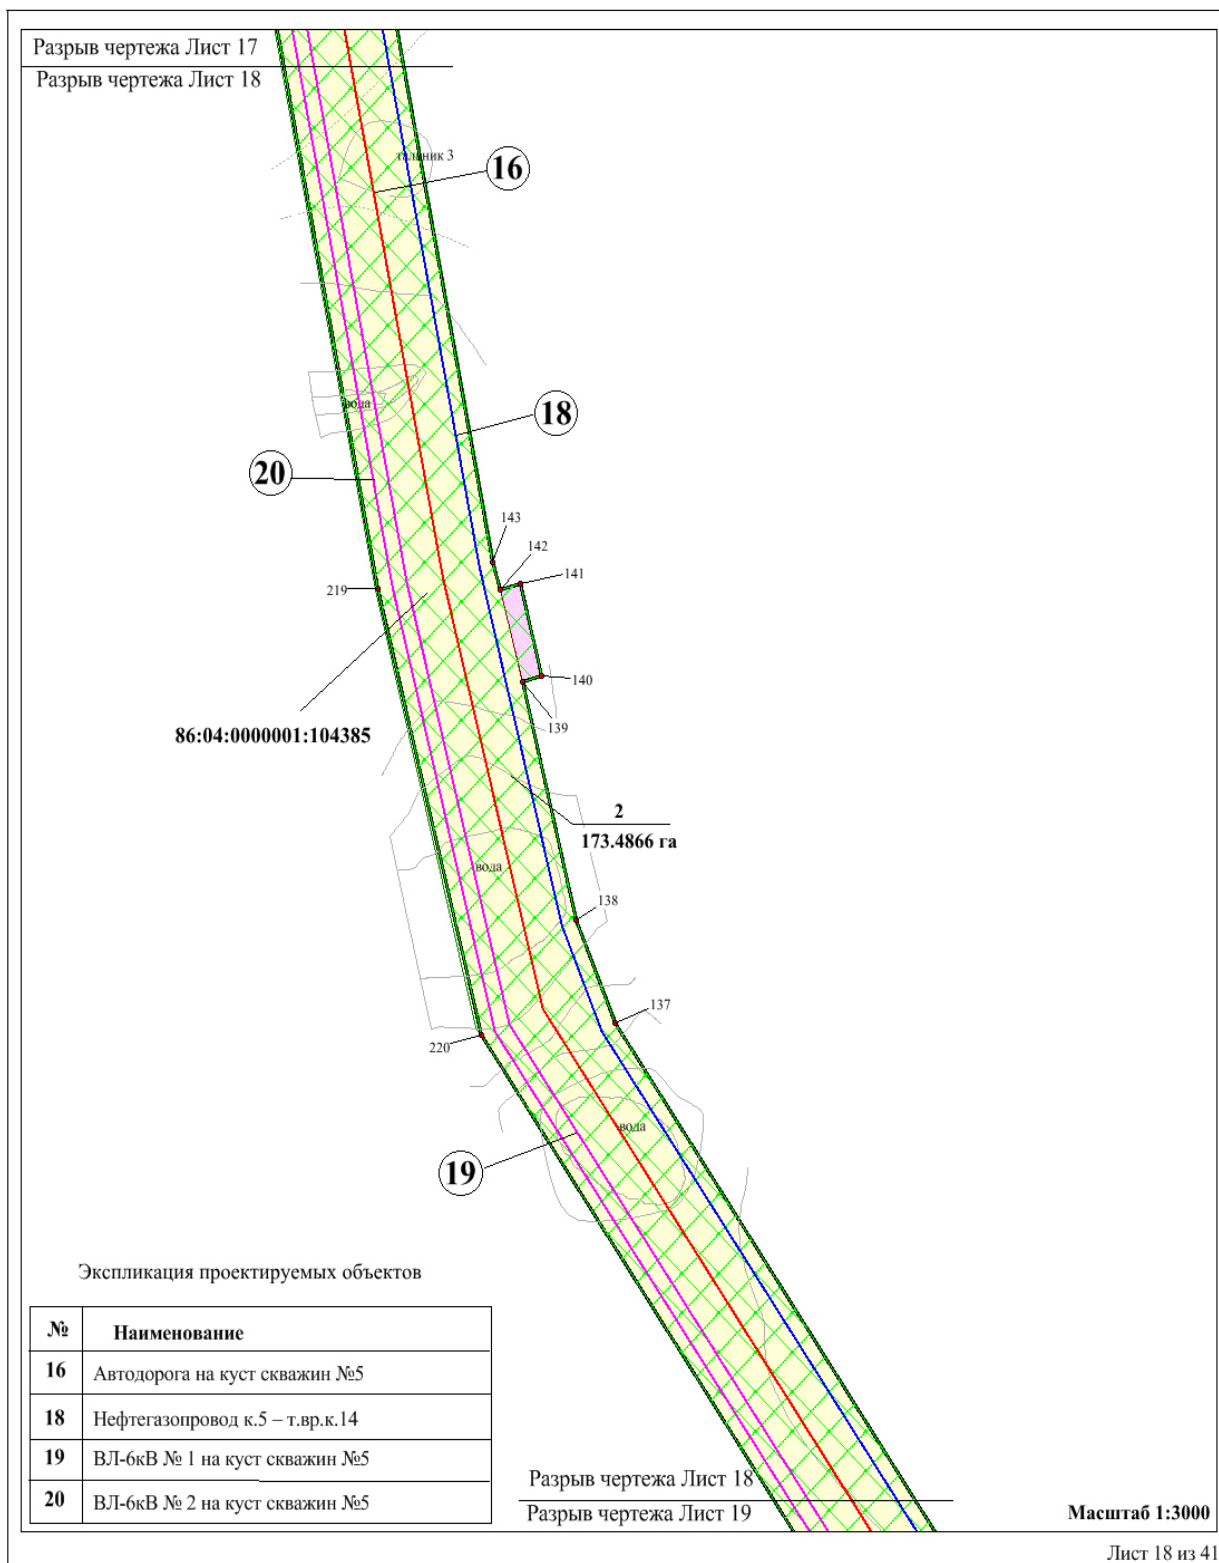 Разрыв чертежа Лист 17
Разрыв чертежа Лист 18
тальник 3
16
вода
18
20
143
142
141
219
140
139
86:04:0000001:104385
2
173.4866 га
вода
138
137
220
вода
19
Экспликация проектируемых объектов
№ Наименование
16 Автодорога на куст скважин №5
18 Нефтегазопровод к.5 – т.вр.к.14
19 ВЛ-6кВ № 1 на куст скважин №5
20 ВЛ-6кВ № 2 на куст скважин №5
Разрыв чертежа Лист 18
Разрыв чертежа Лист 19
Масштаб 1:3000
Лист 18 из 41